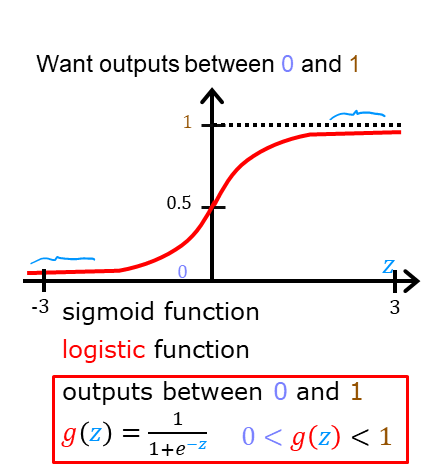 Want outputs between 0 and 1
1
0.5
0
z
-3
3
sigmoid function
logistic function
outputs between 0 and 1
g(z) = 1/(1+e^{-z}) 0 < g(z) < 1